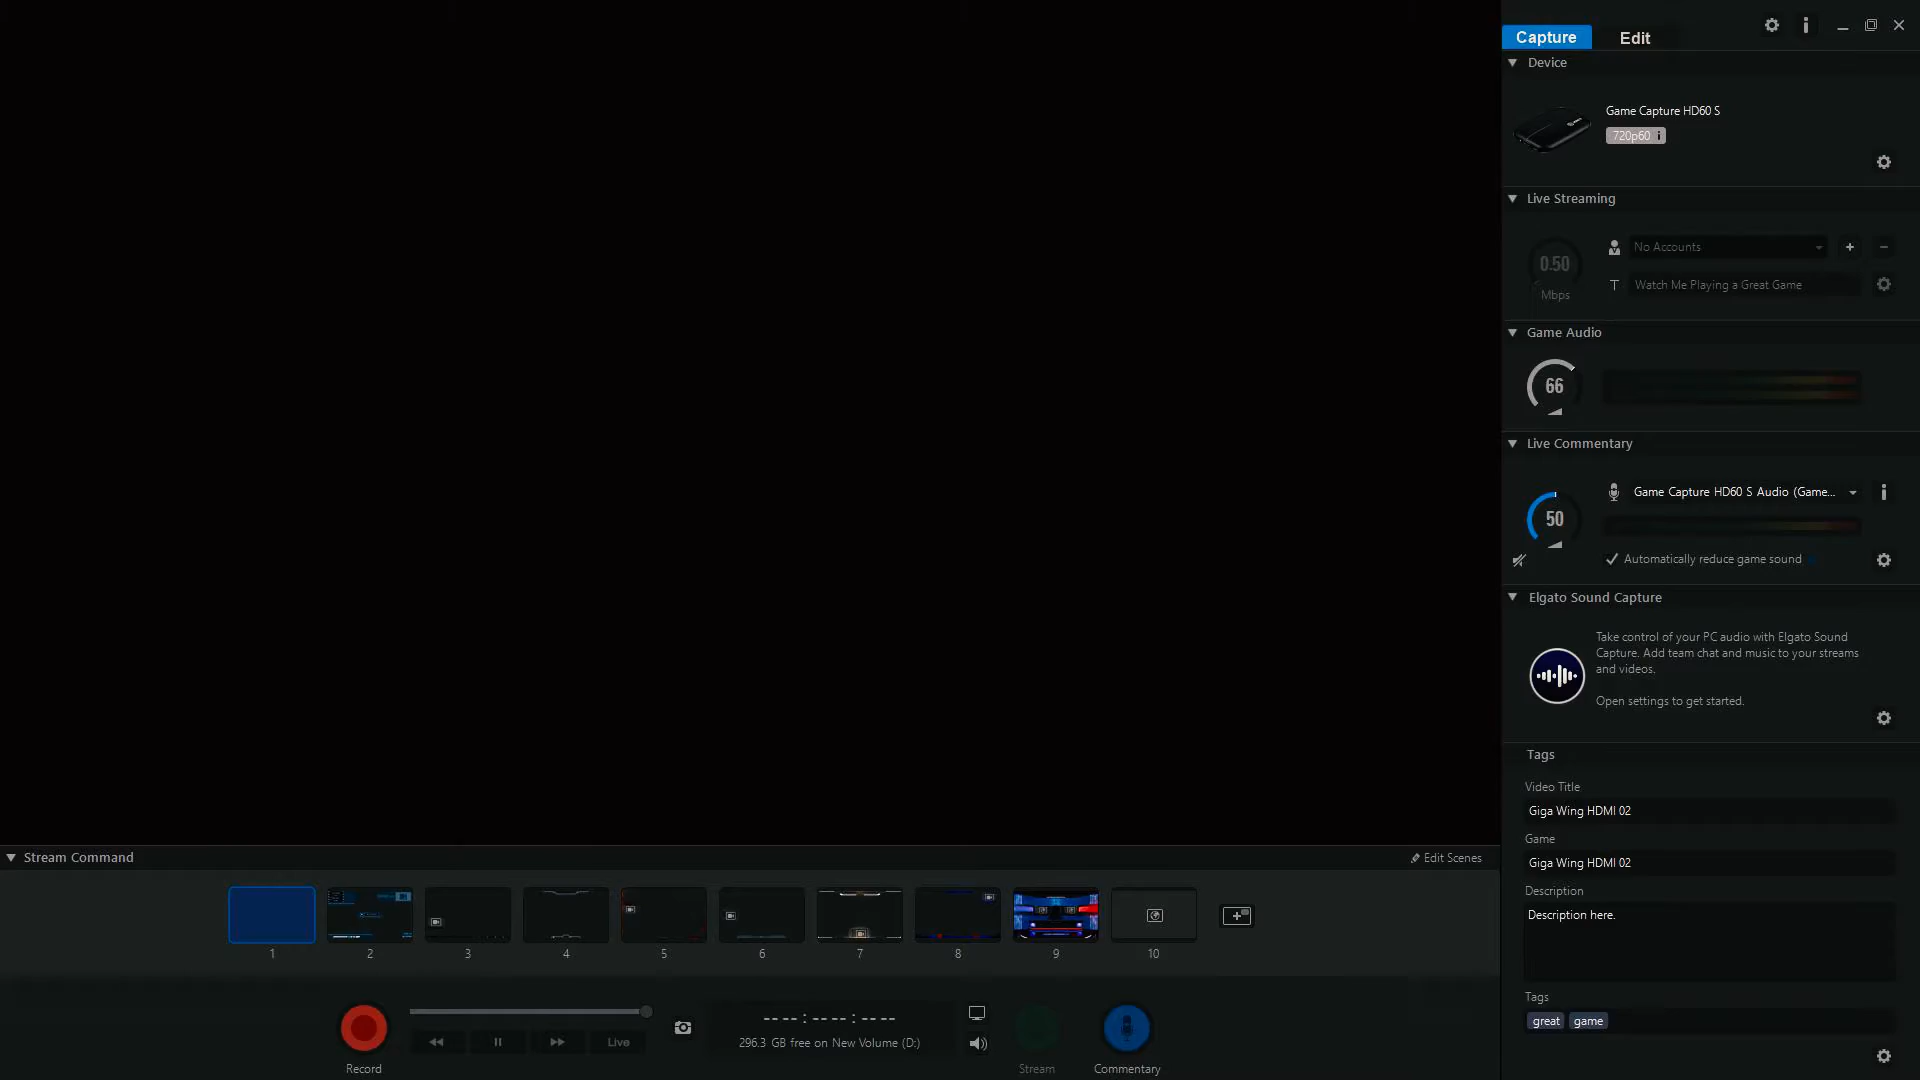 Capture
Edit
Device
Game Capture HD60 S
720p60 i
Live Streaming
No Accounts
0.50
Mbps
Watch Me Playing a Great Game
Game Audio
66
Live Commentary
Game Capture HD60 S Audio (Game...
50
Automatically reduce game sound
Elgato Sound Capture
Take control of your PC audio with Elgato Sound
Capture. Add team chat and music to your streams
and videos.
Open settings to get started.
Tags
Video Title
Giga Wing HDMI 02
Game
Giga Wing HDMI 02
Description
Description here.
Tags
great game
Stream Command
Edit Scenes
1 2 3 4 5 6 7 8 9 10
Live
----:----:----
296.3 GB free on New Volume (D:)
Record
Stream
Commentary